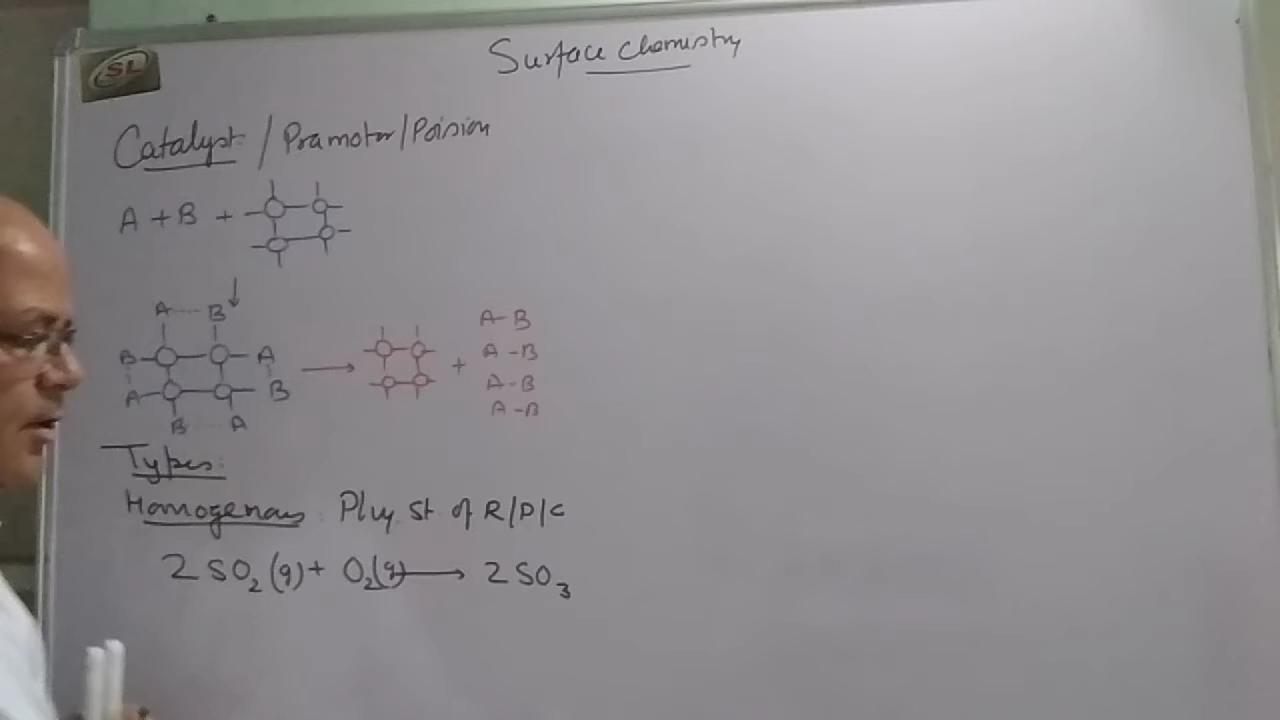 Surface Chemistry
SL
Catalyst / Pramotor / Poision
A + B +
A B
B A
A B
B A
+
A-B
A-B
A-B
A-B
Types:
Homogenous : Phy St of R/P/C
2 SO2 (g) + O2(g) → 2 SO3